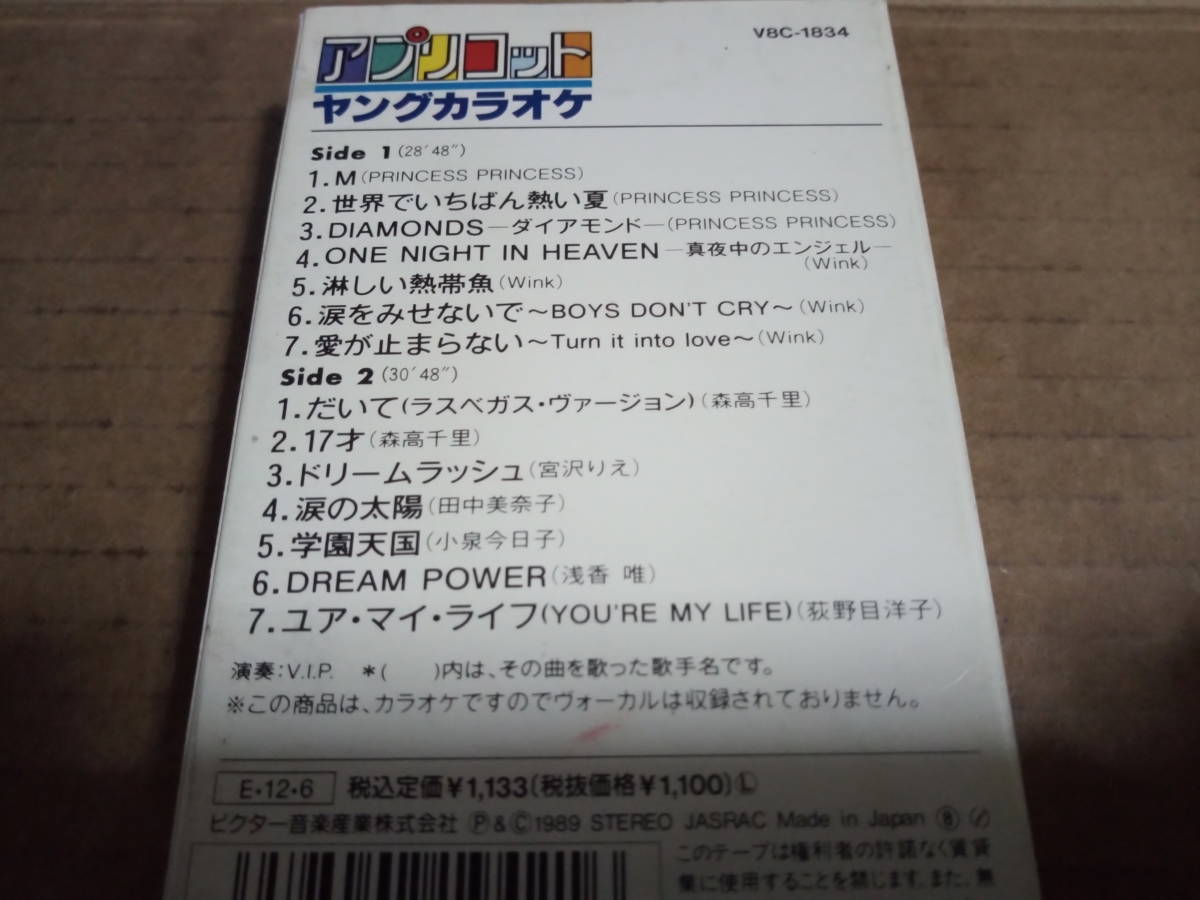 V8C-1834
アプリコット
ヤングカラオケ
Side 1 (28′48″)
1.M(PRINCESS PRINCESS)
2.世界でいちばん熱い夏(PRINCESS PRINCESS)
3.DIAMONDS—ダイアモンド—(PRINCESS PRINCESS)
4.ONE NIGHT IN HEAVEN—真夜中のエンジェル—
(Wink)
5.淋しい熱帯魚(Wink)
6.涙をみせないで〜BOYS DON'T CRY〜(Wink)
7.愛が止まらない〜Turn it into love〜(Wink)
Side 2 (30′48″)
1.だいて(ラスベガス・ヴァージョン)(森高千里)
2.17才(森高千里)
3.ドリームラッシュ(宮沢りえ)
4.涙の太陽(田中美奈子)
5.学園天国(小泉今日子)
6.DREAM POWER(浅香 唯)
7.ユア・マイ・ライフ(YOU'RE MY LIFE)(荻野目洋子)
演奏:V.I.P. *( )内は、その曲を歌った歌手名です。
※この商品は、カラオケですのでヴォーカルは収録されておりません。
E・12・6 税込定価¥1,133(税抜価格¥1,100)Ⓛ
ビクター音楽産業株式会社 Ⓟ&Ⓒ1989 STEREO JASRAC Made in Japan ⑧
このテープは権利者の許諾なく賃貸
業に使用することを禁じます。また、無